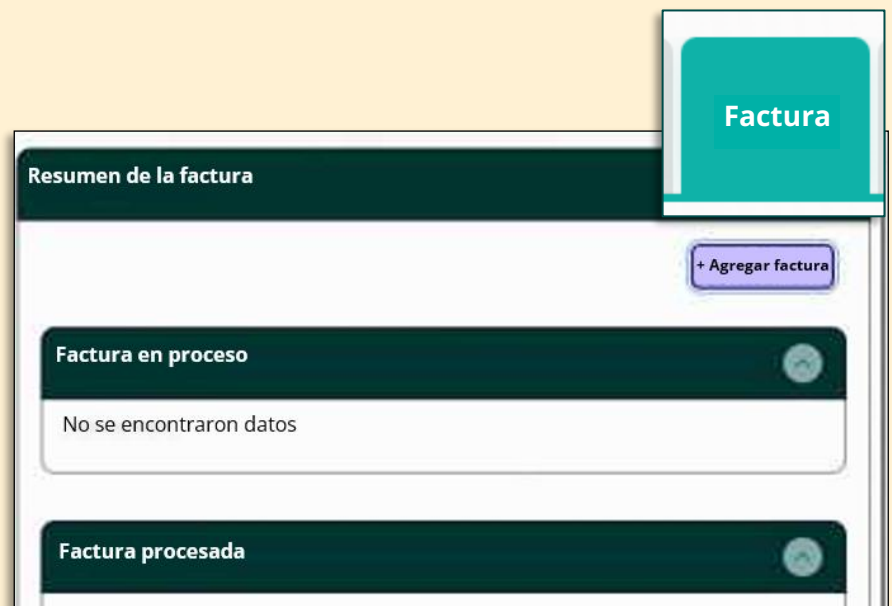 Factura
Resumen de la factura
+ Agregar factura
Factura en proceso
No se encontraron datos
Factura procesada